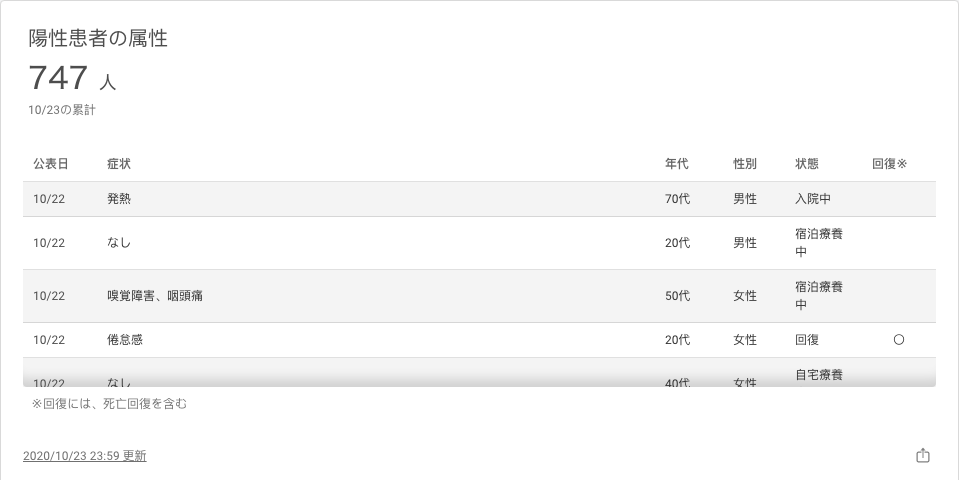 陽性患者の属性
747 人
10/23の累計
公表日 症状 年代 性別 状態 回復※
10/22 発熱 70代 男性 入院中
10/22 なし 20代 男性 宿泊療養
中
10/22 嗅覚障害、咽頭痛 50代 女性 宿泊療養
中
10/22 倦怠感 20代 女性 回復 〇
10/22 なし 40代 女性 自宅療養
※回復には、死亡回復を含む
2020/10/23 23:59 更新